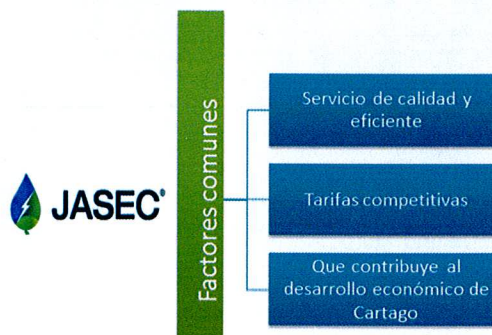 JASEC®
Factores comunes
Servicio de calidad y
eficiente
Tarifas competitivas
Que contribuye al
desarrollo económico de
Cartago